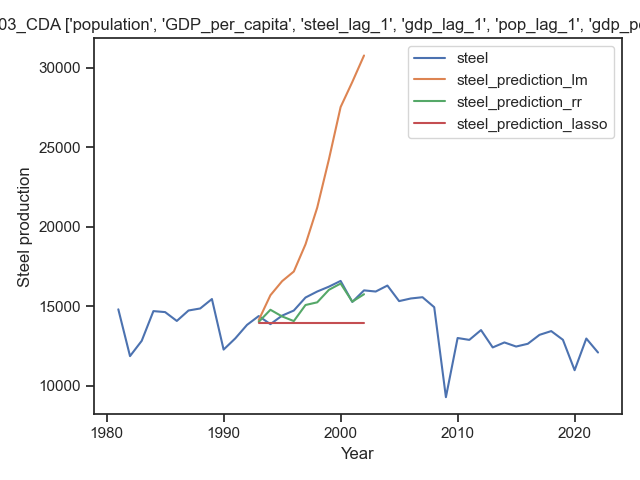 03_CDA ['population', 'GDP_per_capita', 'steel_lag_1', 'gdp_lag_1', 'pop_lag_1', 'gdp_p
steel
steel_prediction_lm
steel_prediction_rr
steel_prediction_lasso
Steel production
30000
25000
20000
15000
10000
1980
1990
2000
2010
2020
Year